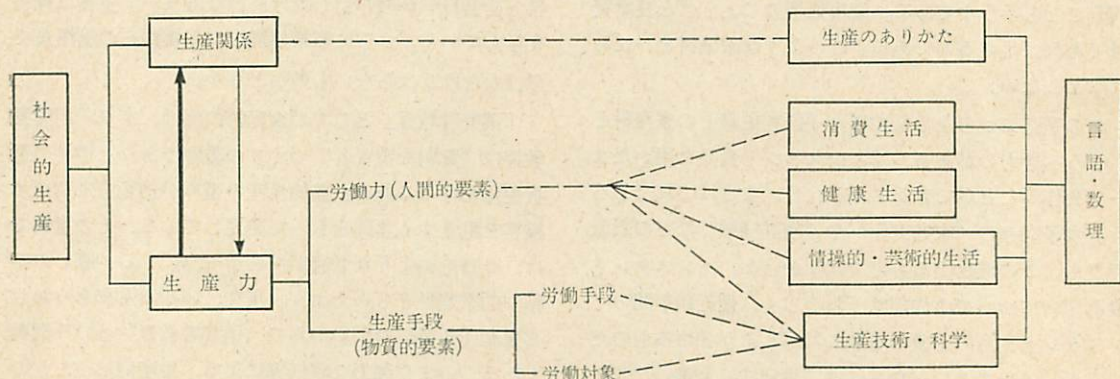 生産関係
生産のありかた
社会的生産
消費生活
言語・数理
労働力(人間的要素)
健康生活
情操的・芸術的生活
生産力
労働手段
生産手段
(物質的要素)
生産技術・科学
労働対象